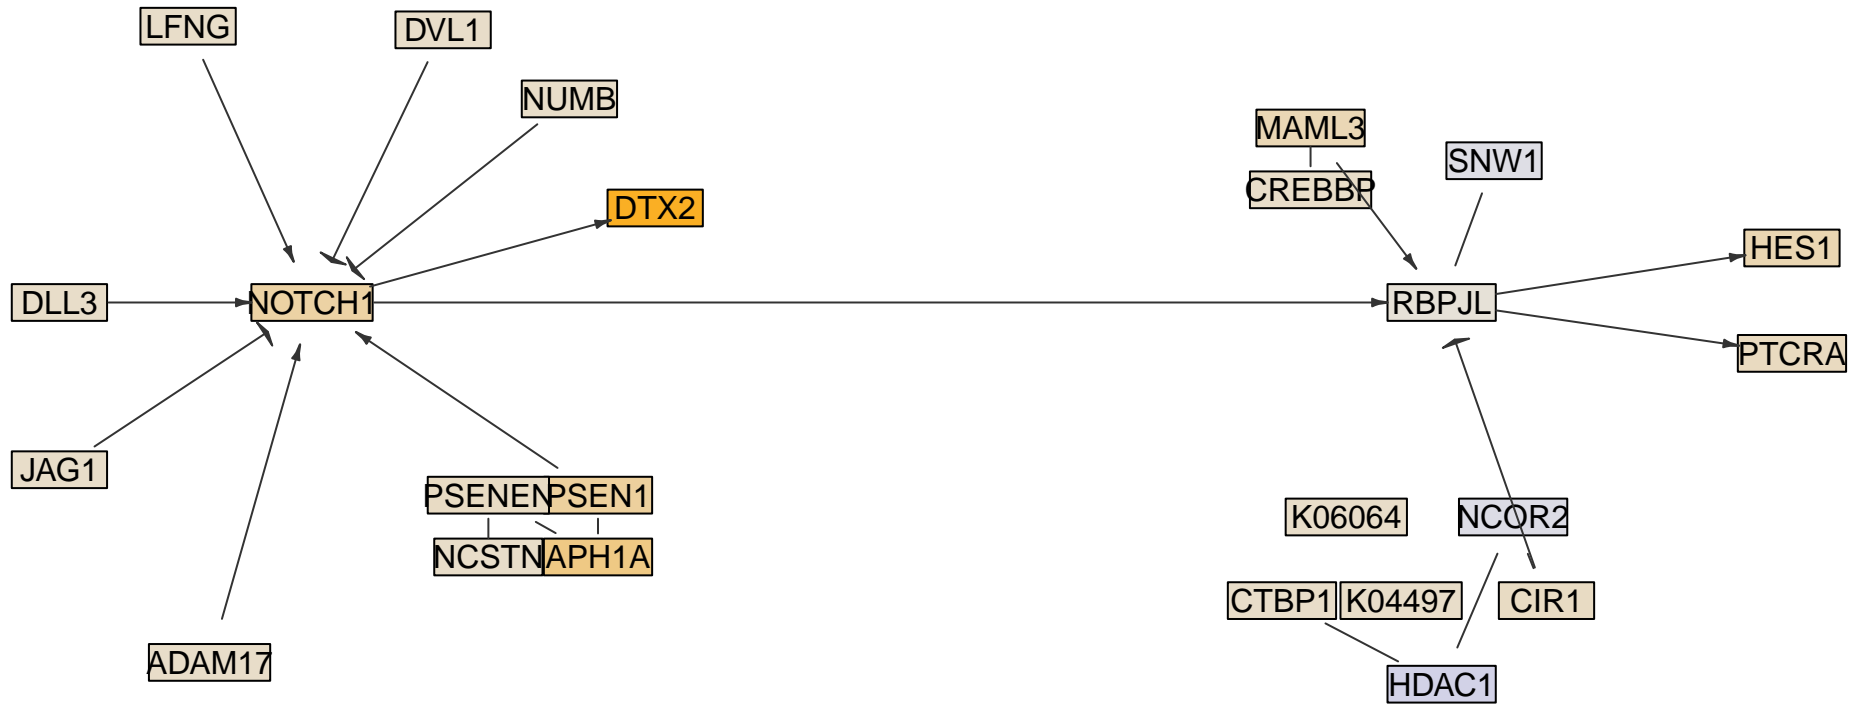 LFNG
DVL1
NUMB
MAML3
SNW1
CREBBP
DTX2
HES1
DLL3
NOTCH1
RBPJL
PTCRA
JAG1
PSENEN
PSEN1
K06064
NCOR2
NCSTN
APH1A
CTBP1
K04497
CIR1
ADAM17
HDAC1